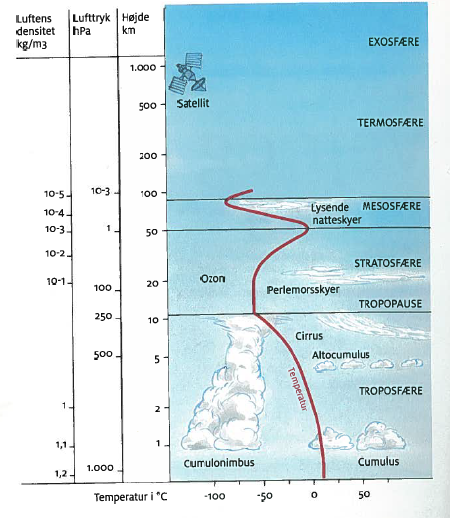 Luftens
densitet
kg/m3
Lufttryk
hPa
Højde
km
EXOSFÆRE
1.000
Satellit
500
TERMOSFÆRE
200
10-5
10-3
100
Lysende
natteskyer
MESOSFÆRE
10-4
10-3
1
50
10-2
STRATOSFÆRE
Ozon
10-1
100
20
Perlemorsskyer
TROPOPAUSE
250
10
Cirrus
500
5
Altocumulus
Temperatur
TROPOSFÆRE
1
2
1,1
1
1,2
1.000
Cumulonimbus
Cumulus
Temperatur i °C
-100
-50
0
50